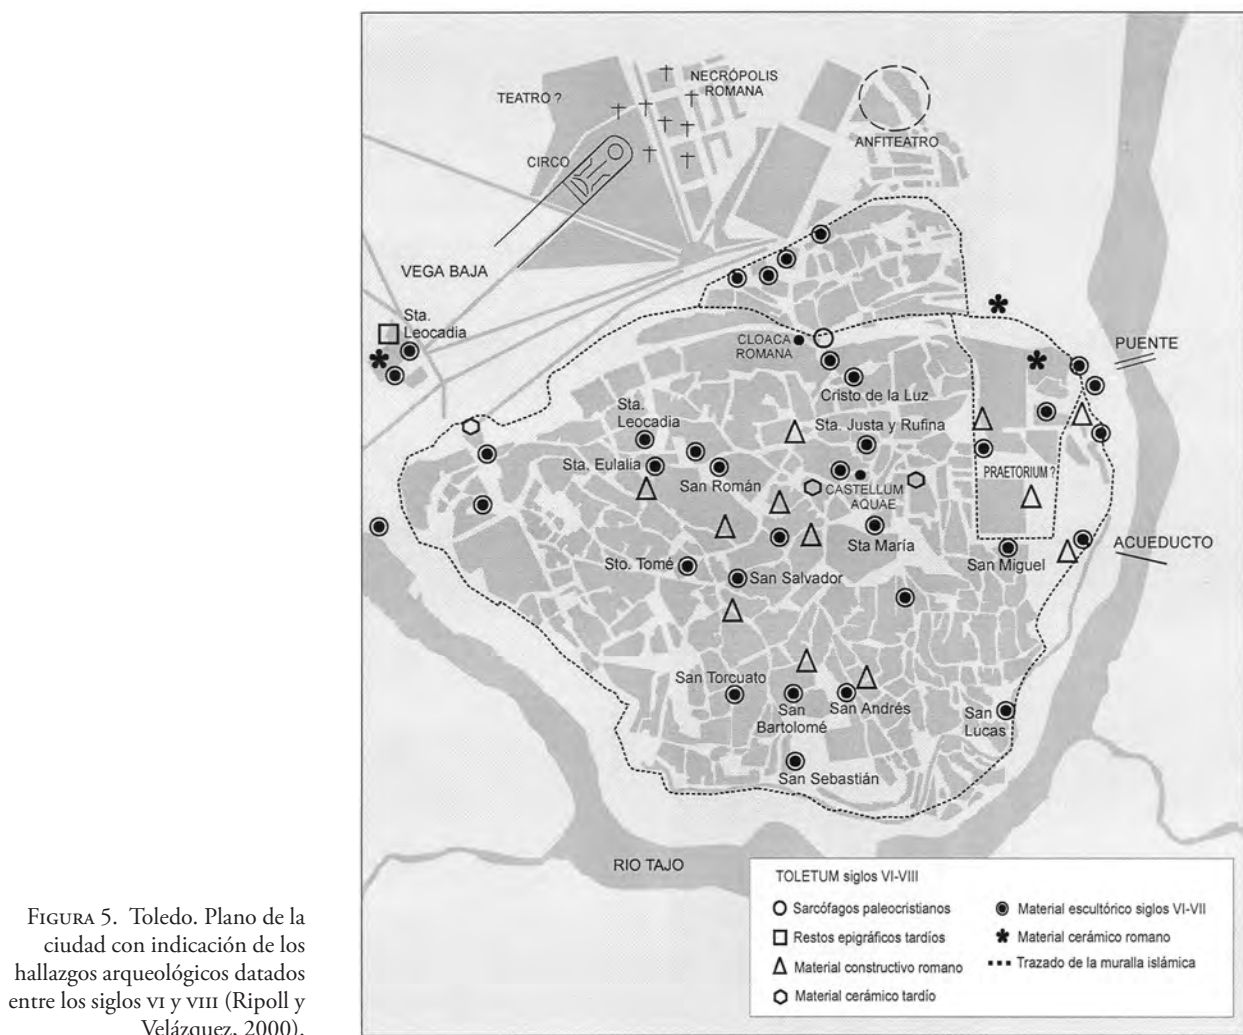 TEATRO ?
NECRÓPOLIS
ROMANA
CIRCO
ANFITEATRO
VEGA BAJA
Sta.
Leocadia
CLOACA
ROMANA
PUENTE
Cristo de la Luz
Sta.
Leocadia
Sta. Justa y Rufina
Sta. Eulalia
San Román
PRAETORIUM ?
CASTELLUM
AQUAE
Sta María
ACUEDUCTO
San Miguel
Sto. Tomé
San Salvador
San Torcuato
San
Bartolomé
San Andrés
San
Lucas
San Sebastián
RIO TAJO
TOLETUM siglos VI-VIII
Sarcófagos paleocristianos
Restos epigráficos tardíos
Material constructivo romano
Material cerámico tardío
Material escultórico siglos VI-VII
Material cerámico romano
Trazado de la muralla islámica
FIGURA 5. Toledo. Plano de la
ciudad con indicación de los
hallazgos arqueológicos datados
entre los siglos VI y VIII (Ripoll y
Velázquez, 2000).